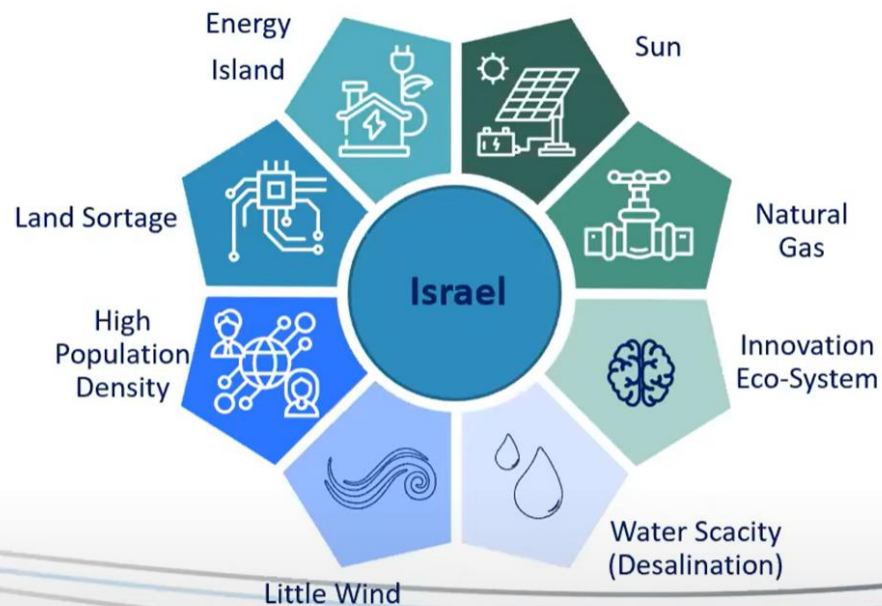 Energy
Island
Sun
Land Sortage
Natural
Gas
Israel
High
Population
Density
Innovation
Eco-System
Water Scacity
(Desalination)
Little Wind